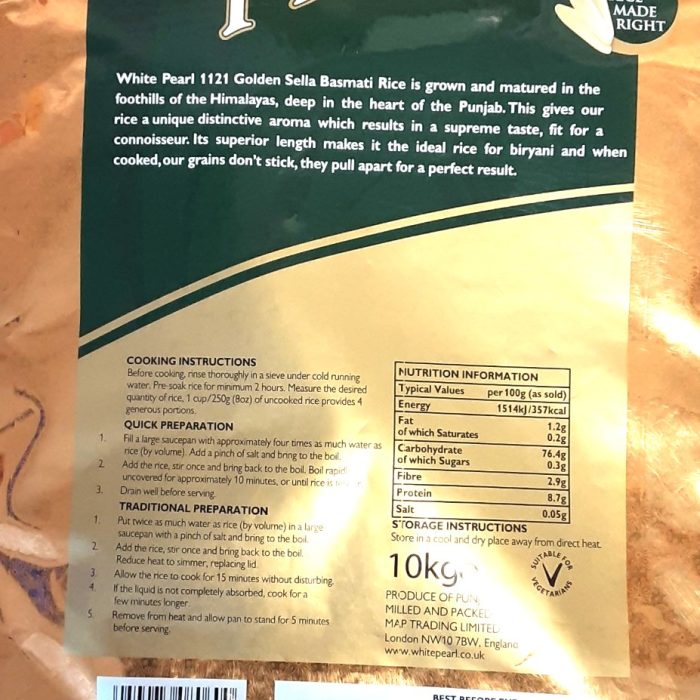 MADE
RIGHT
White Pearl 1121 Golden Sella Basmati Rice is grown and matured in the
foothills of the Himalayas, deep in the heart of the Punjab. This gives our
rice a unique distinctive aroma which results in a supreme taste, fit for a
connoisseur. Its superior length makes it the ideal rice for biryani and when
cooked, our grains don't stick, they pull apart for a perfect result.
COOKING INSTRUCTIONS
Before cooking, rinse thoroughly in a sieve under cold running
water. Pre-soak rice for minimum 2 hours. Measure the desired
quantity of rice, 1 cup/250g (8oz) of uncooked rice provides 4
generous portions.
QUICK PREPARATION
1. Fill a large saucepan with approximately four times as much water as
rice (by volume). Add a pinch of salt and bring to the boil.
2. Add the rice, stir once and bring back to the boil. Boil rapidly
uncovered for approximately 10 minutes, or until rice is
3. Drain well before serving.
TRADITIONAL PREPARATION
1. Put twice as much water as rice (by volume) in a large
saucepan with a pinch of salt and bring to the boil.
2. Add the rice, stir once and bring back to the boil.
Reduce heat to simmer, replacing lid.
3. Allow the rice to cook for 15 minutes without disturbing.
4. If the liquid is not completely absorbed, cook for a
few minutes longer.
5. Remove from heat and allow pan to stand for 5 minutes
before serving.
NUTRITION INFORMATION
Typical Values per 100g (as sold)
Energy 1514kJ/357kcal
Fat 1.2g
of which Saturates 0.2g
Carbohydrate 76.4g
of which Sugars 0.3g
Fibre 2.9g
Protein 8.7g
Salt 0.05g
STORAGE INSTRUCTIONS
Store in a cool and dry place away from direct heat.
10kg
SUITABLE FOR
V
VEGETARIANS
PRODUCE OF
MILLED AND PACKED
MAP TRADING LIMITED
London NW10 7BW, England
www.whitepearl.co.uk
BEST BEFORE